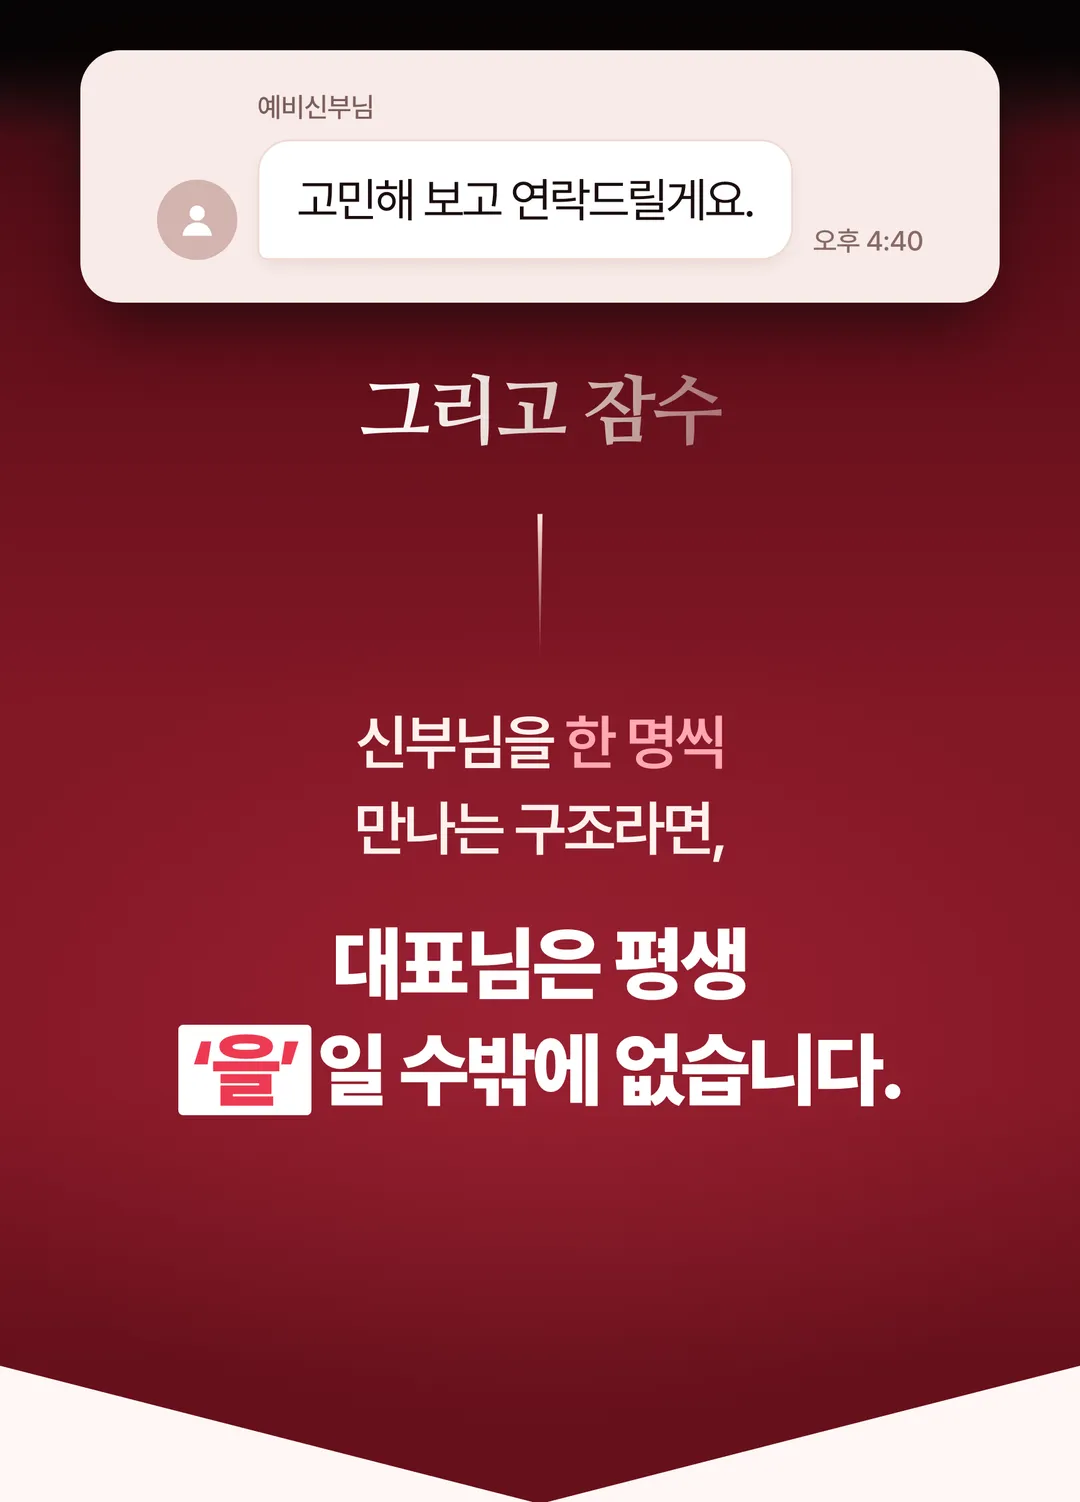 예비신부님
고민해 보고 연락드릴게요.
오후 4:40
그리고 잠수
신부님을 한 명씩
만나는 구조라면,
대표님은 평생
'을' 일 수밖에 없습니다.